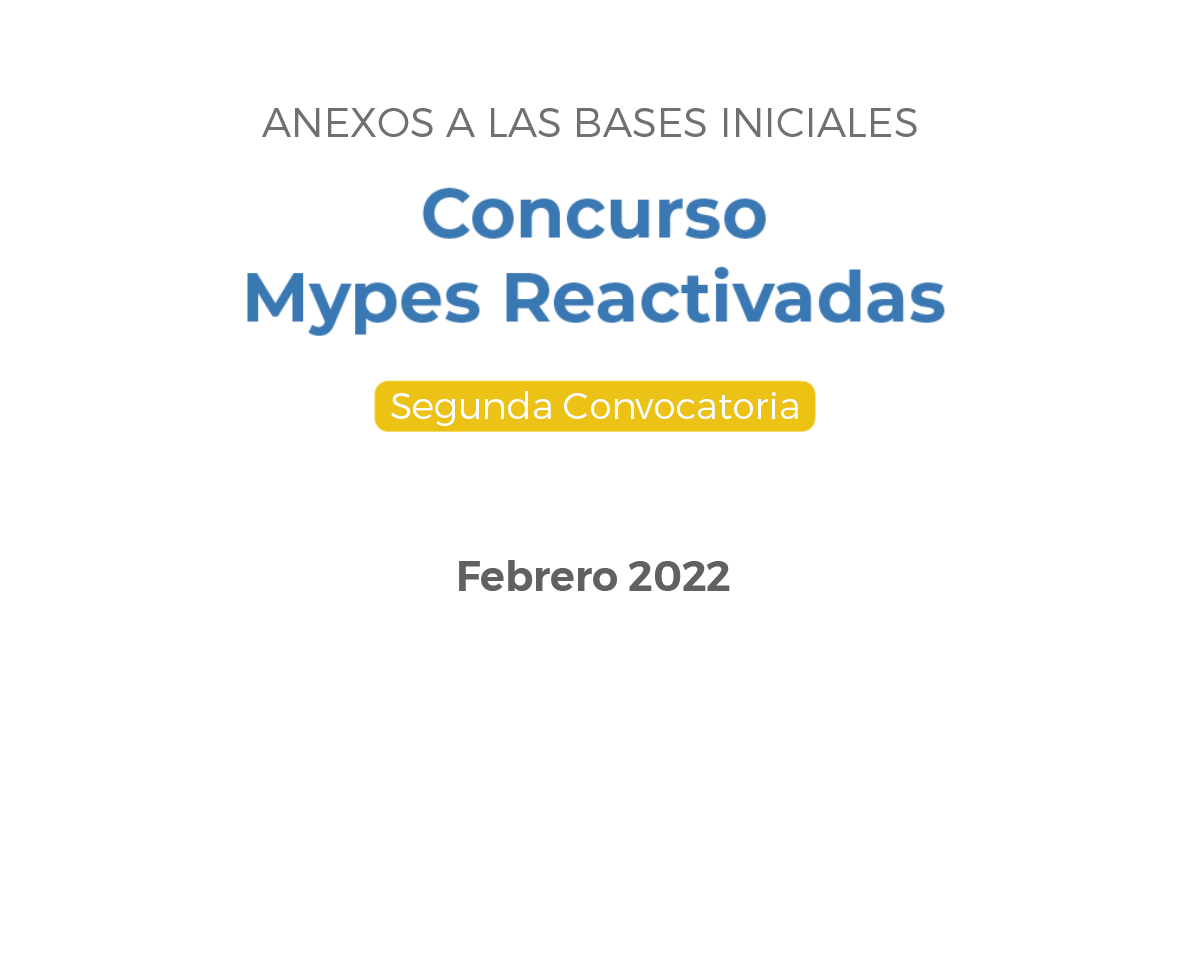 ANEXOS A LAS BASES INICIALES
Concurso
Mypes Reactivadas
Segunda Convocatoria
Febrero 2022